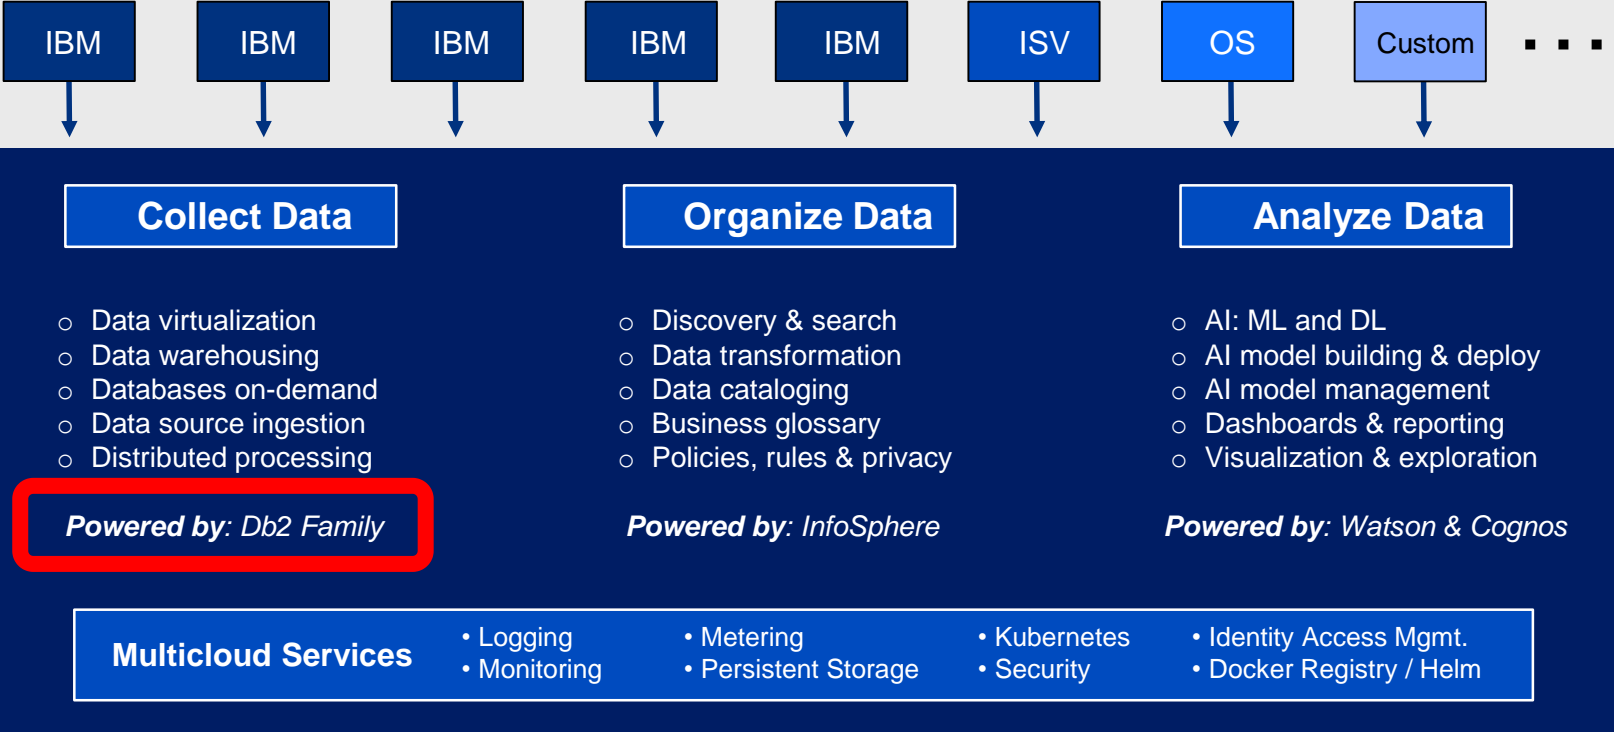 IBM IBM IBM IBM IBM ISV OS Custom ...
Collect Data
○ Data virtualization
○ Data warehousing
○ Databases on-demand
○ Data source ingestion
○ Distributed processing
Powered by: Db2 Family
Organize Data
○ Discovery & search
○ Data transformation
○ Data cataloging
○ Business glossary
○ Policies, rules & privacy
Powered by: InfoSphere
Analyze Data
○ AI: ML and DL
○ AI model building & deploy
○ AI model management
○ Dashboards & reporting
○ Visualization & exploration
Powered by: Watson & Cognos
Multicloud Services
• Logging
• Monitoring
• Metering
• Persistent Storage
• Kubernetes
• Security
• Identity Access Mgmt.
• Docker Registry / Helm